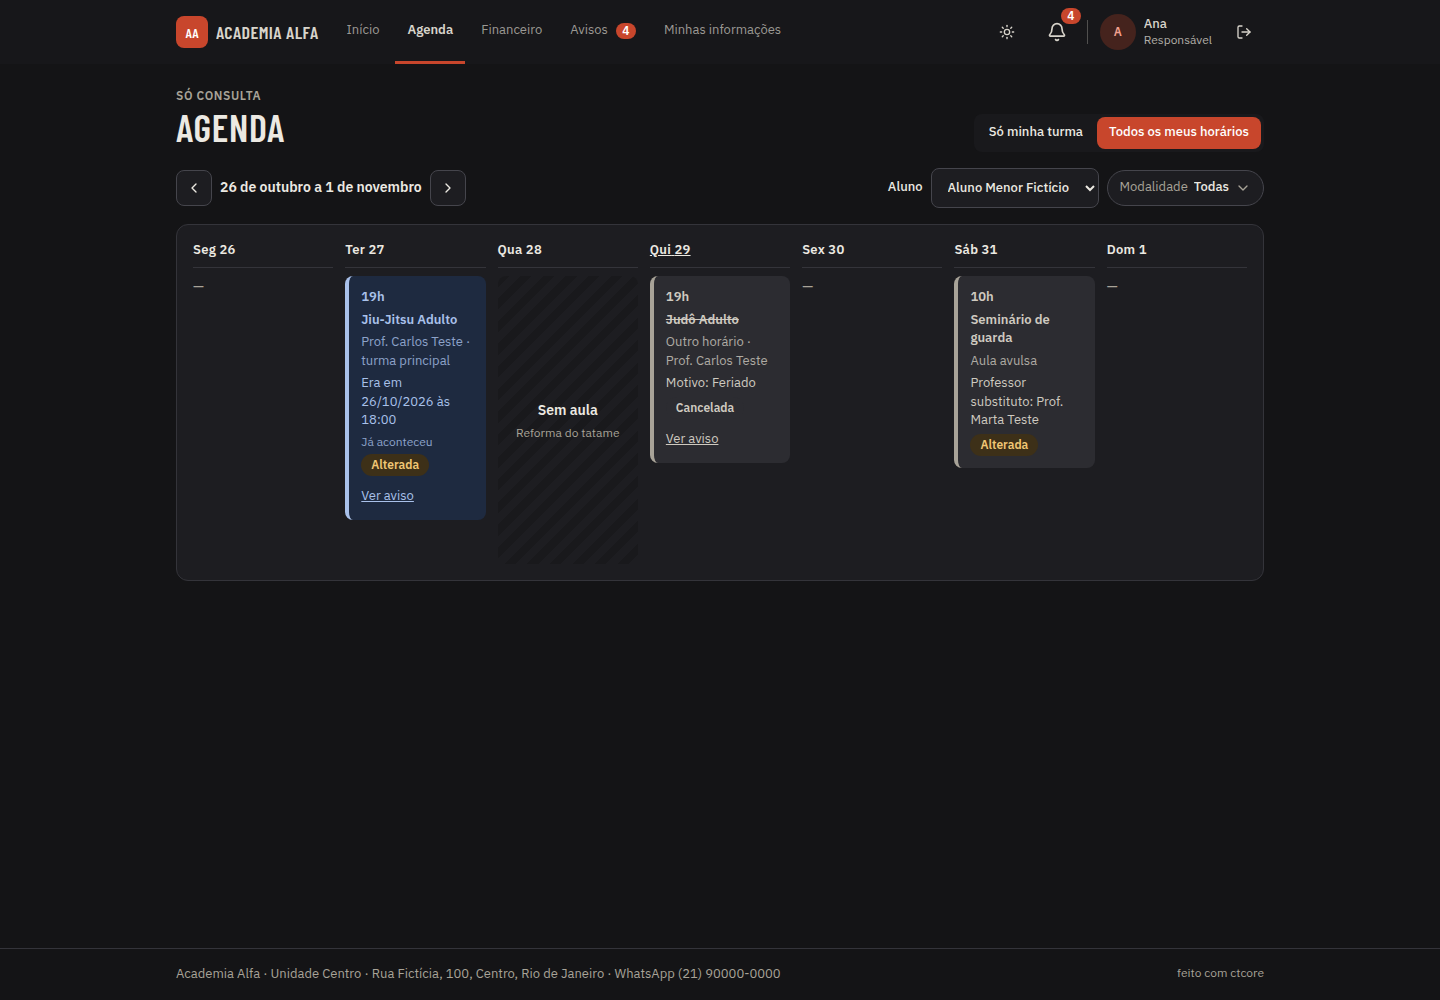 AA ACADEMIA ALFA Início Agenda Financeiro Avisos 4 Minhas informações 4 A Ana
Responsável
SÓ CONSULTA
AGENDA
Só minha turma Todos os meus horários
26 de outubro a 1 de novembro Aluno Aluno Menor Fictício Modalidade Todas
Seg 26 Ter 27 Qua 28 Qui 29 Sex 30 Sáb 31 Dom 1
—
19h
Jiu-Jitsu Adulto
Prof. Carlos Teste ·
turma principal
Era em
26/10/2026 às
18:00
Já aconteceu
Alterada
Ver aviso
Sem aula
Reforma do tatame
19h
Judô Adulto
Outro horário ·
Prof. Carlos Teste
Motivo: Feriado
Cancelada
Ver aviso
—
10h
Seminário de
guarda
Aula avulsa
Professor
substituto: Prof.
Marta Teste
Alterada
—
Academia Alfa · Unidade Centro · Rua Fictícia, 100, Centro, Rio de Janeiro · WhatsApp (21) 90000-0000 feito com ctcore